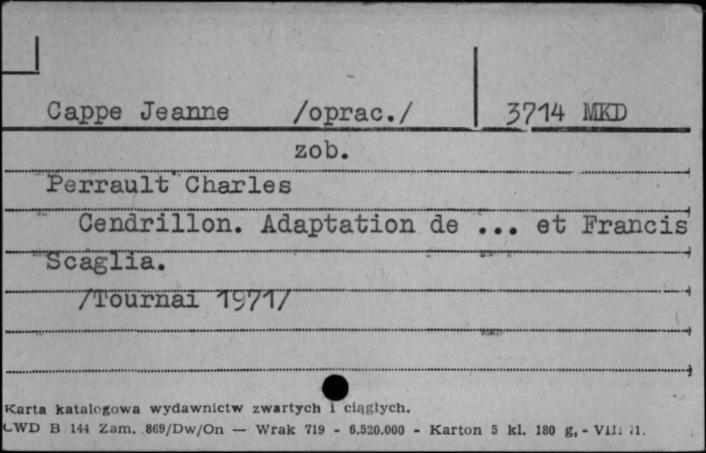 Cappe Jeanne /oprac./ 3714 MKD
zob.
Perrault Charles
Cendrillon. Adaptation de ... et Francis
Scaglia.
/Tournai 1971/
Karta katalogowa wydawnictw zwartych i ciągłych.
CWD B 144 Zam. 869/Dw/On — Wrak 719 - 6.520.000 - Karton 5 kl. 180 g, - VIII 71.